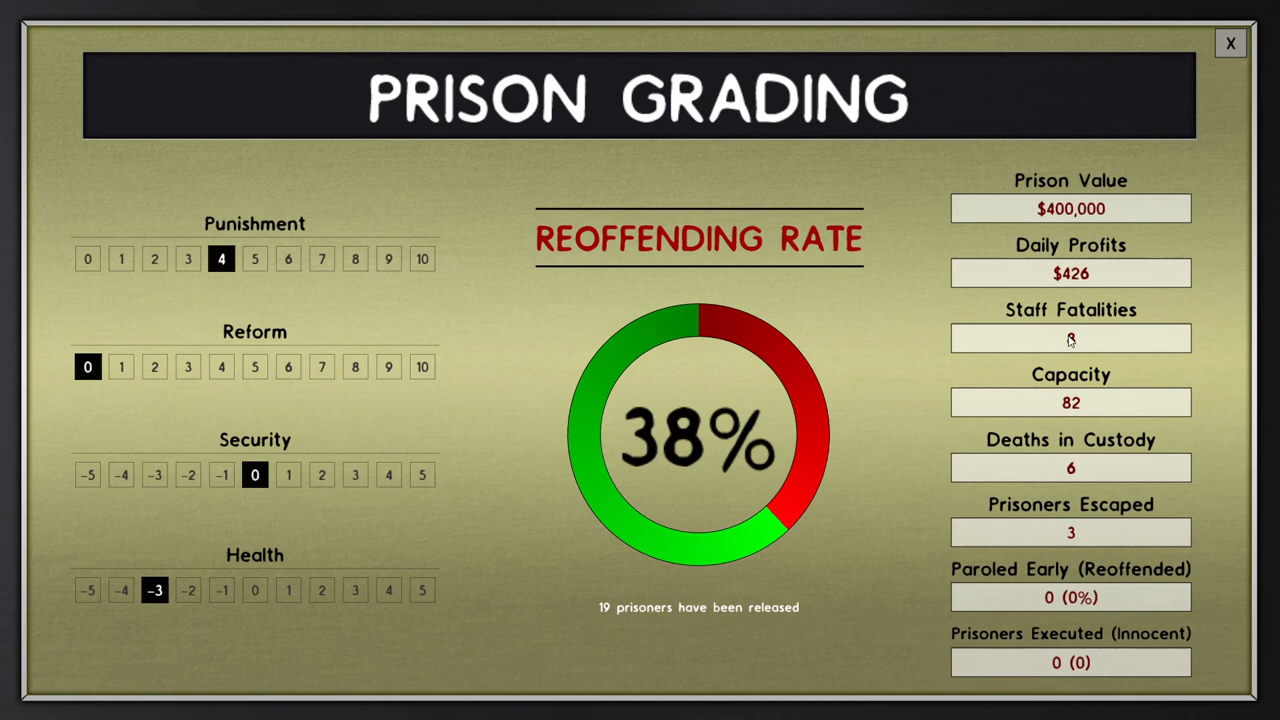 X
PRISON GRADING
Punishment
0 1 2 3 4 5 6 7 8 9 10
Reform
0 1 2 3 4 5 6 7 8 9 10
Security
-5 -4 -3 -2 -1 0 1 2 3 4 5
Health
-5 -4 -3 -2 -1 0 1 2 3 4 5
REOFFENDING RATE
38%
19 prisoners have been released
Prison Value
$400,000
Daily Profits
$426
Staff Fatalities
Capacity
82
Deaths in Custody
6
Prisoners Escaped
3
Paroled Early (Reoffended)
0 (0%)
Prisoners Executed (Innocent)
0 (0)